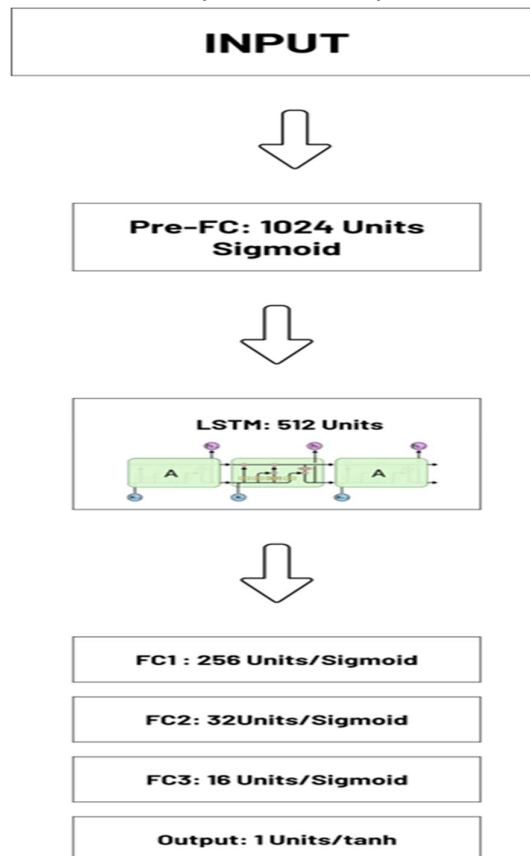 INPUT
Pre-FC: 1024 Units
Sigmoid
LSTM: 512 Units
A
A
FC1 : 256 Units/Sigmoid
FC2: 32Units/Sigmoid
FC3: 16 Units/Sigmoid
Output: 1 Units/tanh